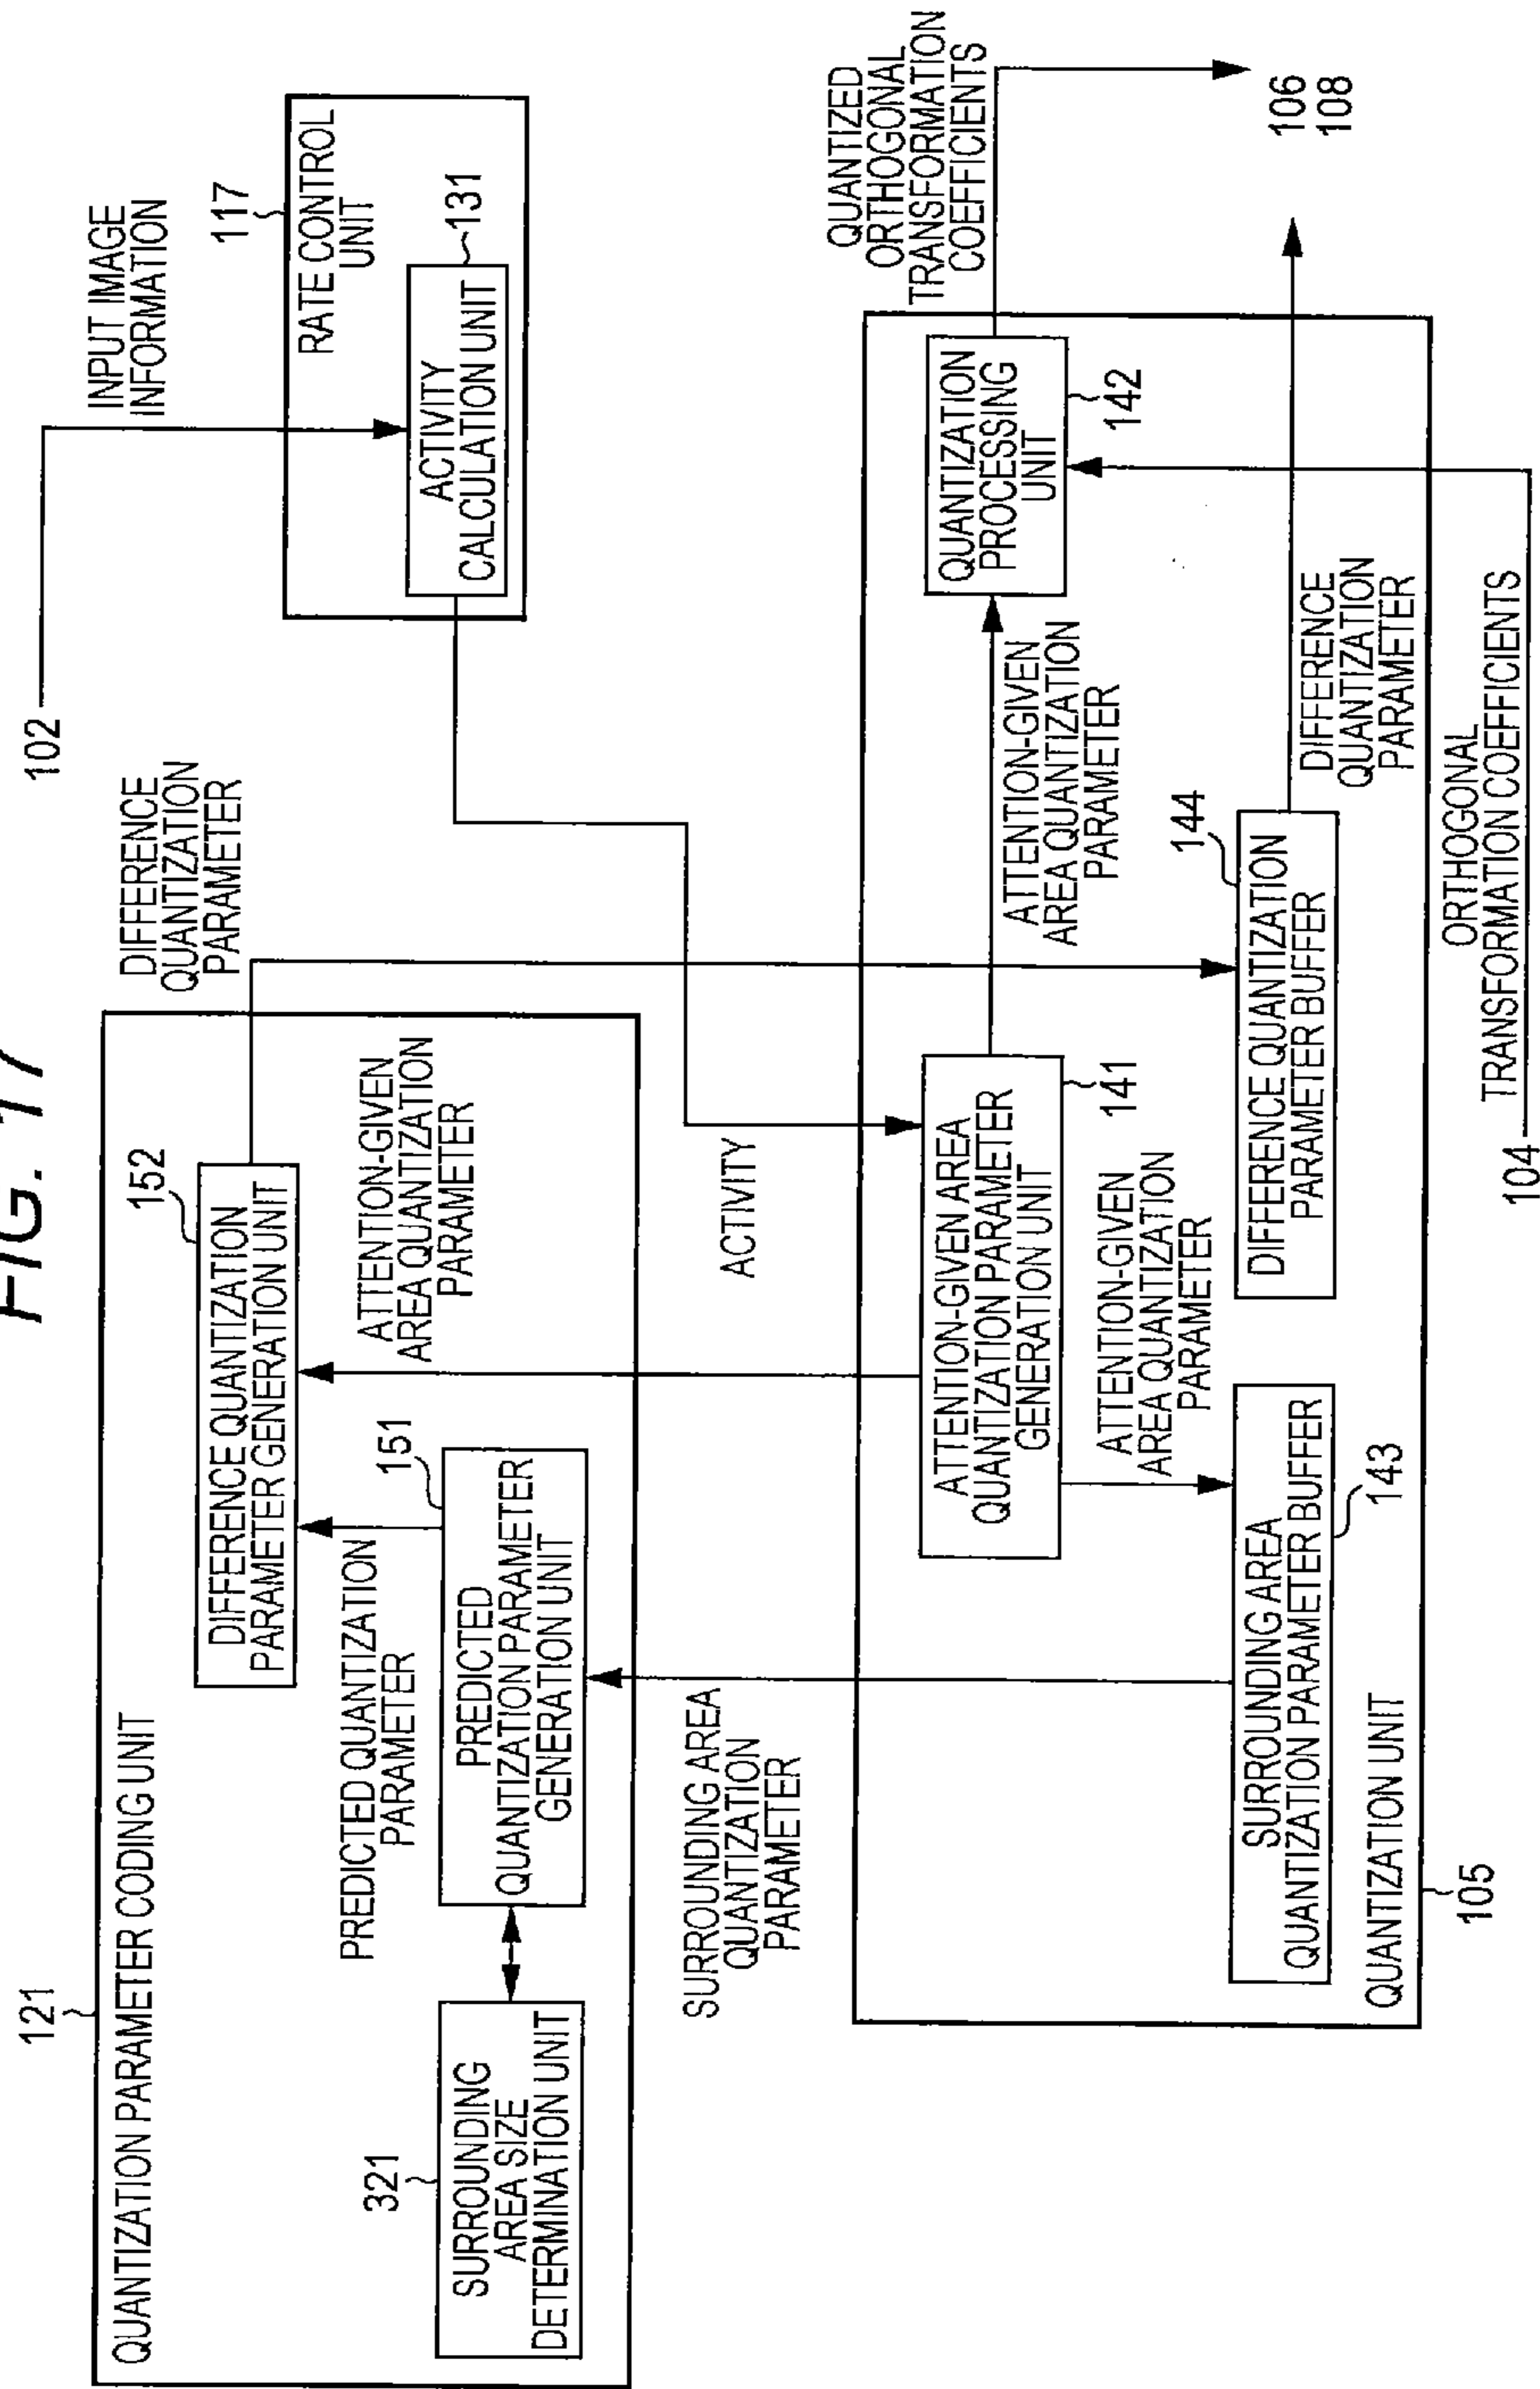 FIG. 17
121
QUANTIZATION PARAMETER CODING UNIT
321
SURROUNDING
AREA SIZE
DETERMINATION UNIT
PREDICTED QUANTIZATION
PARAMETER
151
PREDICTED
QUANTIZATION PARAMETER
GENERATION UNIT
152
DIFFERENCE QUANTIZATION
PARAMETER GENERATION UNIT
ATTENTION-GIVEN
AREA QUANTIZATION
PARAMETER
DIFFERENCE
QUANTIZATION
PARAMETER
102
INPUT IMAGE
INFORMATION
117
RATE CONTROL
UNIT
ACTIVITY
CALCULATION UNIT
131
SURROUNDING AREA
QUANTIZATION
PARAMETER
ACTIVITY
QUANTIZED
ORTHOGONAL
TRANSFORMATION
COEFFICIENTS
106
108
ATTENTION-GIVEN AREA
QUANTIZATION PARAMETER
GENERATION UNIT
141
ATTENTION-GIVEN
AREA QUANTIZATION
PARAMETER
ATTENTION-GIVEN
AREA QUANTIZATION
PARAMETER
QUANTIZATION
PROCESSING
UNIT
142
SURROUNDING AREA
QUANTIZATION PARAMETER BUFFER
143
144
DIFFERENCE QUANTIZATION
PARAMETER BUFFER
DIFFERENCE
QUANTIZATION
PARAMETER
QUANTIZATION UNIT
105
ORTHOGONAL
TRANSFORMATION COEFFICIENTS
104